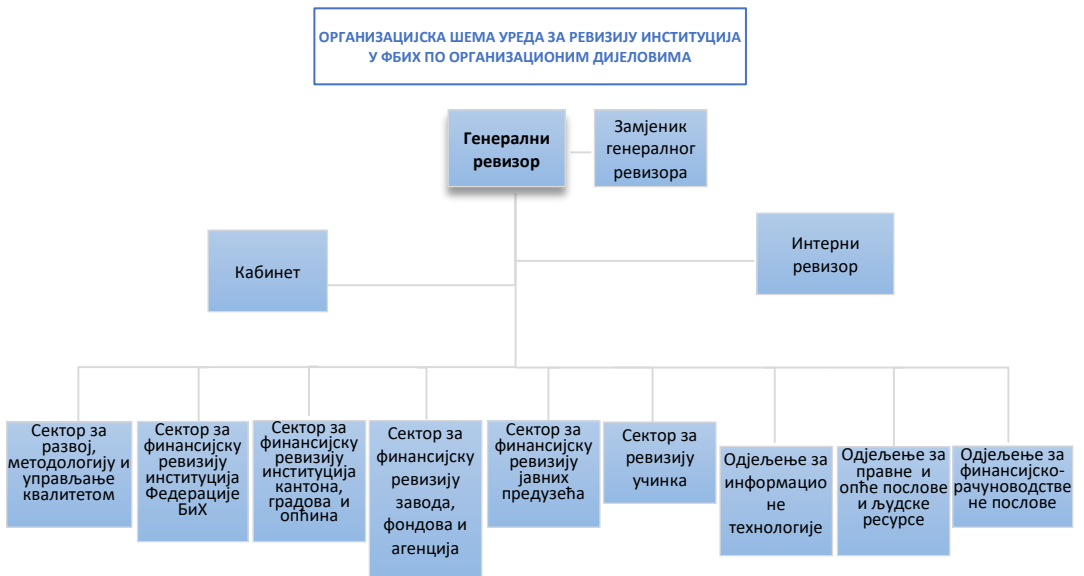 ОРГАНИЗАЦИЈСКА ШЕМА УРЕДА ЗА РЕВИЗИЈУ ИНСТИТУЦИЈА
У ФБИХ ПО ОРГАНИЗАЦИОНИМ ДИЈЕЛОВИМА
Генерални
ревизор
Замјеник
генералног
ревизора
Кабинет
Интерни
ревизор
Сектор за
развој,
методологију и
управљање
квалитетом
Сектор за
финансијску
ревизију
институција
Федерације
БиХ
Сектор за
финансијску
ревизију
институција
кантона,
градова и
општина
Сектор за
финансијску
ревизију
завода,
фондова и
агенција
Сектор за
финансијску
ревизију
јавних
предузећа
Сектор за
ревизију
учинка
Одјељење за
информацио
не
технологије
Одјељење за
правне и
опће послове
и људске
ресурсе
Одјељење за
финансијско-
рачуноводстве
не послове